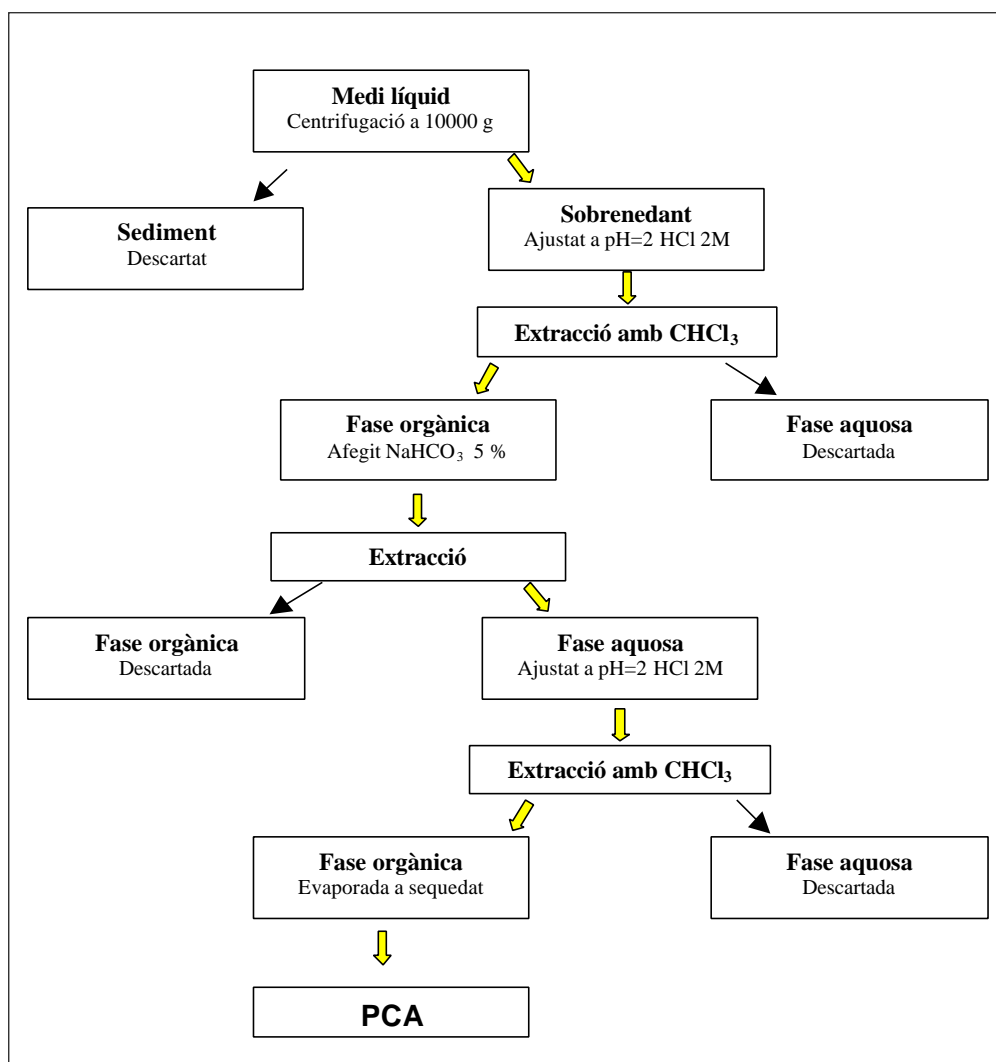 Medi líquid
Centrifugació a 10000 g
Sediment
Descartat
Sobrenedant
Ajustat a pH=2 HCl 2M
Extracció amb CHCl₃
Fase orgànica
Afegit NaHCO₃ 5 %
Fase aquosa
Descartada
Extracció
Fase orgànica
Descartada
Fase aquosa
Ajustat a pH=2 HCl 2M
Extracció amb CHCl₃
Fase orgànica
Evaporada a sequedat
Fase aquosa
Descartada
PCA